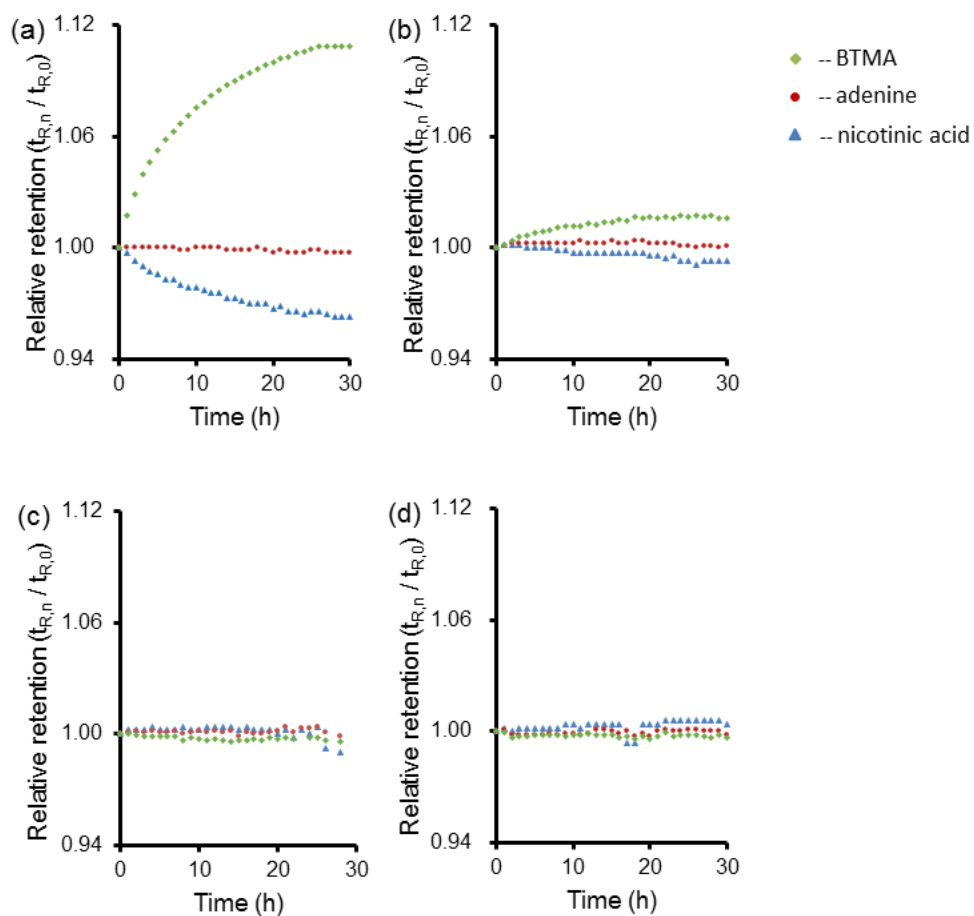 (a)
Relative retention (tR,n / tR,0)
1.12
1.06
1.00
0.94
0
10
20
30
Time (h)
(b)
Relative retention (tR,n / tR,0)
1.12
1.06
1.00
0.94
0
10
20
30
Time (h)
-- BTMA
-- adenine
-- nicotinic acid
(c)
Relative retention (tR,n / tR,0)
1.12
1.06
1.00
0.94
0
10
20
30
Time (h)
(d)
Relative retention (tR,n / tR,0)
1.12
1.06
1.00
0.94
0
10
20
30
Time (h)